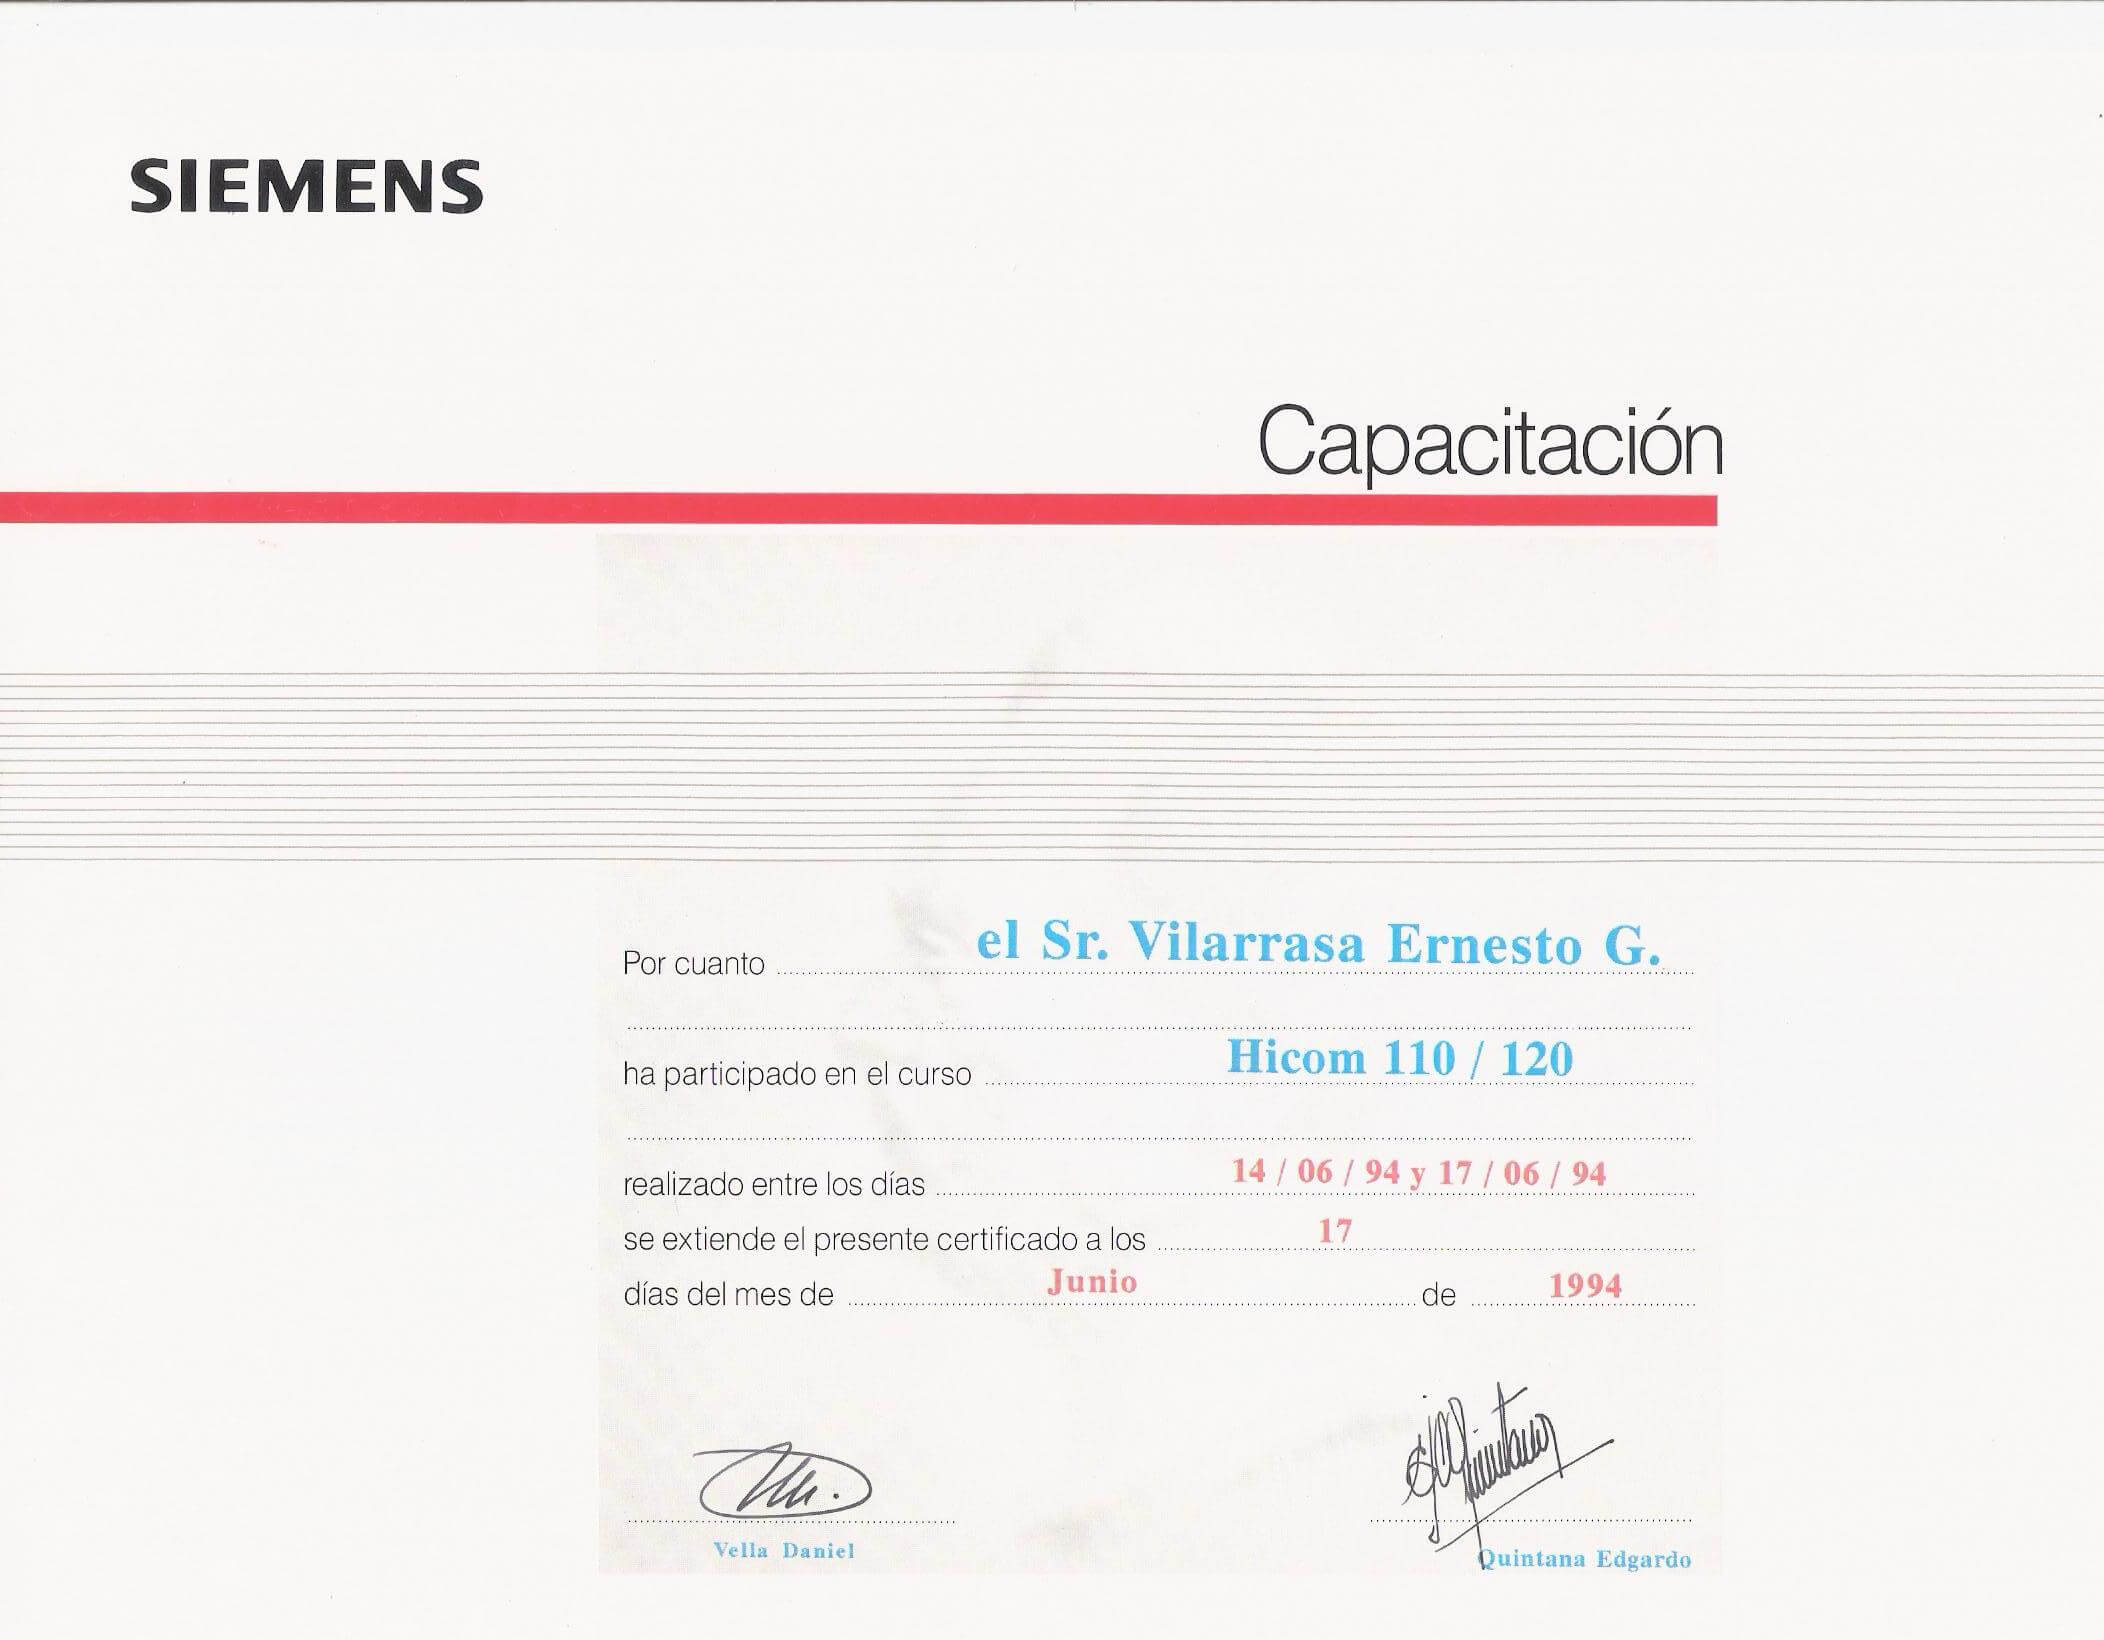 SIEMENS
Capacitación
Por cuanto el Sr. Vilarrasa Ernesto G.
ha participado en el curso Hicom 110 / 120
realizado entre los días 14 / 06 / 94 y 17 / 06 / 94
se extiende el presente certificado a los 17
días del mes de Junio de 1994
Vella Daniel
Quintana Edgardo